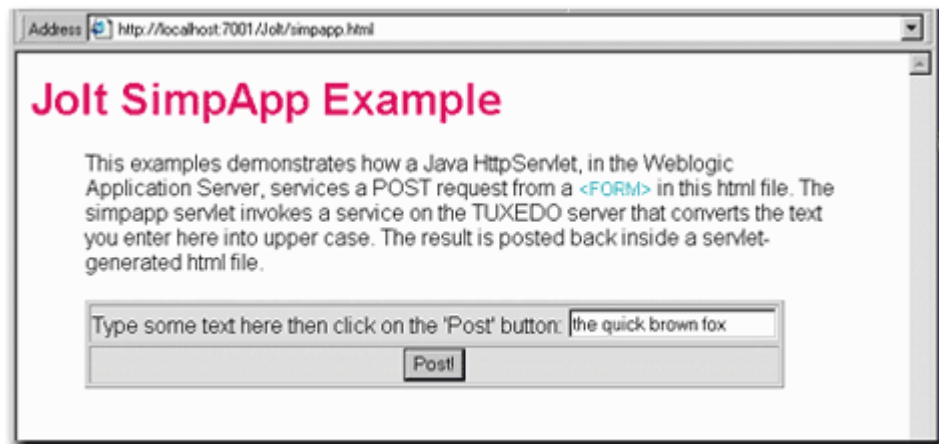 Address http://localhost:7001/Jolt/simpapp.html
Jolt SimpApp Example
This examples demonstrates how a Java HttpServlet, in the Weblogic
Application Server, services a POST request from a <FORM> in this html file. The
simpapp servlet invokes a service on the TUXEDO server that converts the text
you enter here into upper case. The result is posted back inside a servlet-
generated html file.
Type some text here then click on the 'Post' button: the quick brown fox
Post!